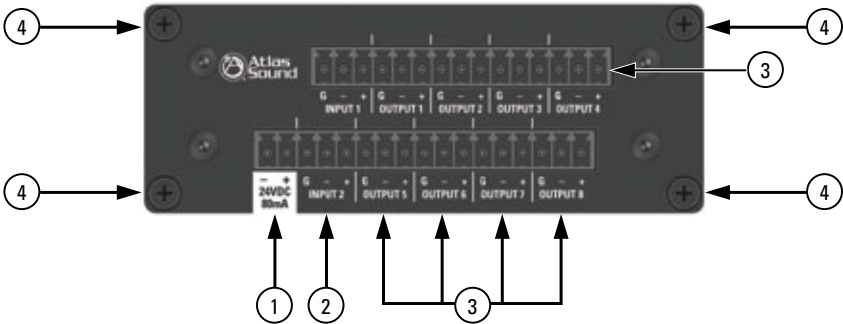 4
4
Atlas
Sound
3
G – + G – + G – + G – + G – +
INPUT 1 OUTPUT 1 OUTPUT 2 OUTPUT 3 OUTPUT 4
4
4
– + G – + G – + G – + G – + G – +
24VDC INPUT 2 OUTPUT 5 OUTPUT 6 OUTPUT 7 OUTPUT 8
80mA
1
2
3